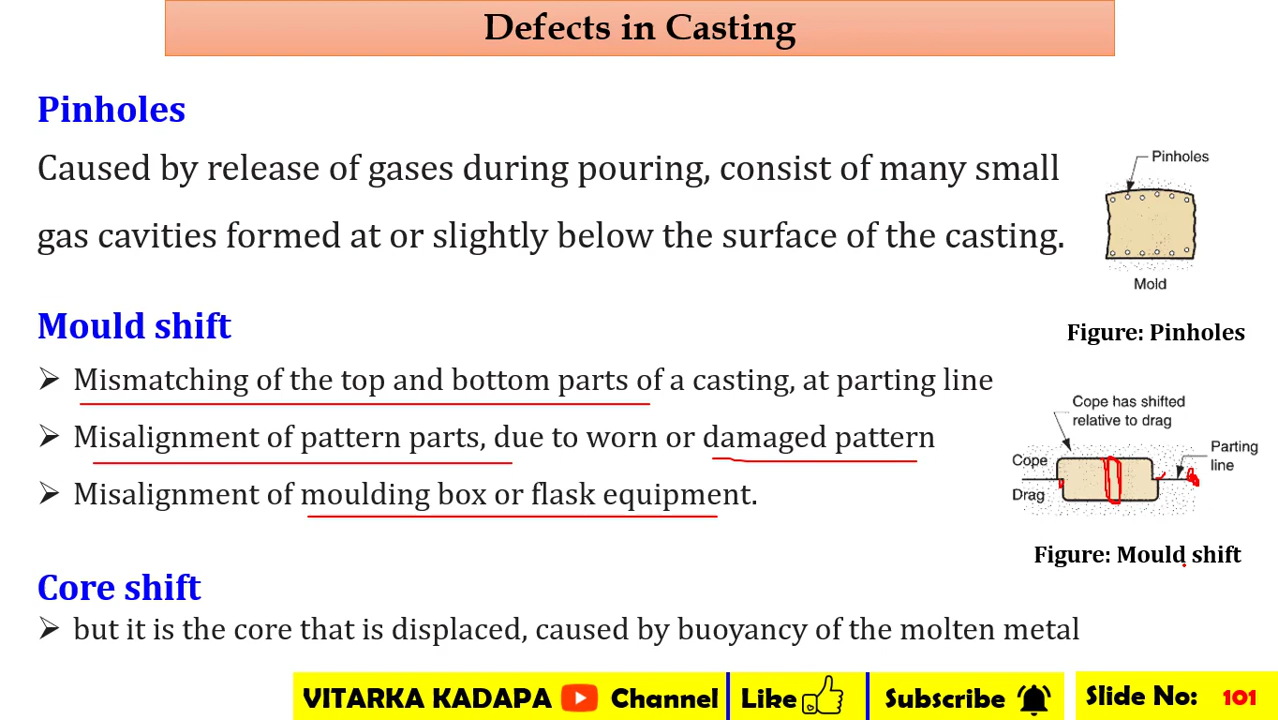 Defects in Casting
Pinholes
Caused by release of gases during pouring, consist of many small
gas cavities formed at or slightly below the surface of the casting.
Pinholes
Mold
Figure: Pinholes
Mould shift
➢ Mismatching of the top and bottom parts of a casting, at parting line
➢ Misalignment of pattern parts, due to worn or damaged pattern
➢ Misalignment of moulding box or flask equipment.
Cope has shifted
relative to drag
Cope
Drag
Parting
line
Figure: Mould shift
Core shift
➢ but it is the core that is displaced, caused by buoyancy of the molten metal
VITARKA KADAPA Channel Like Subscribe Slide No: 101